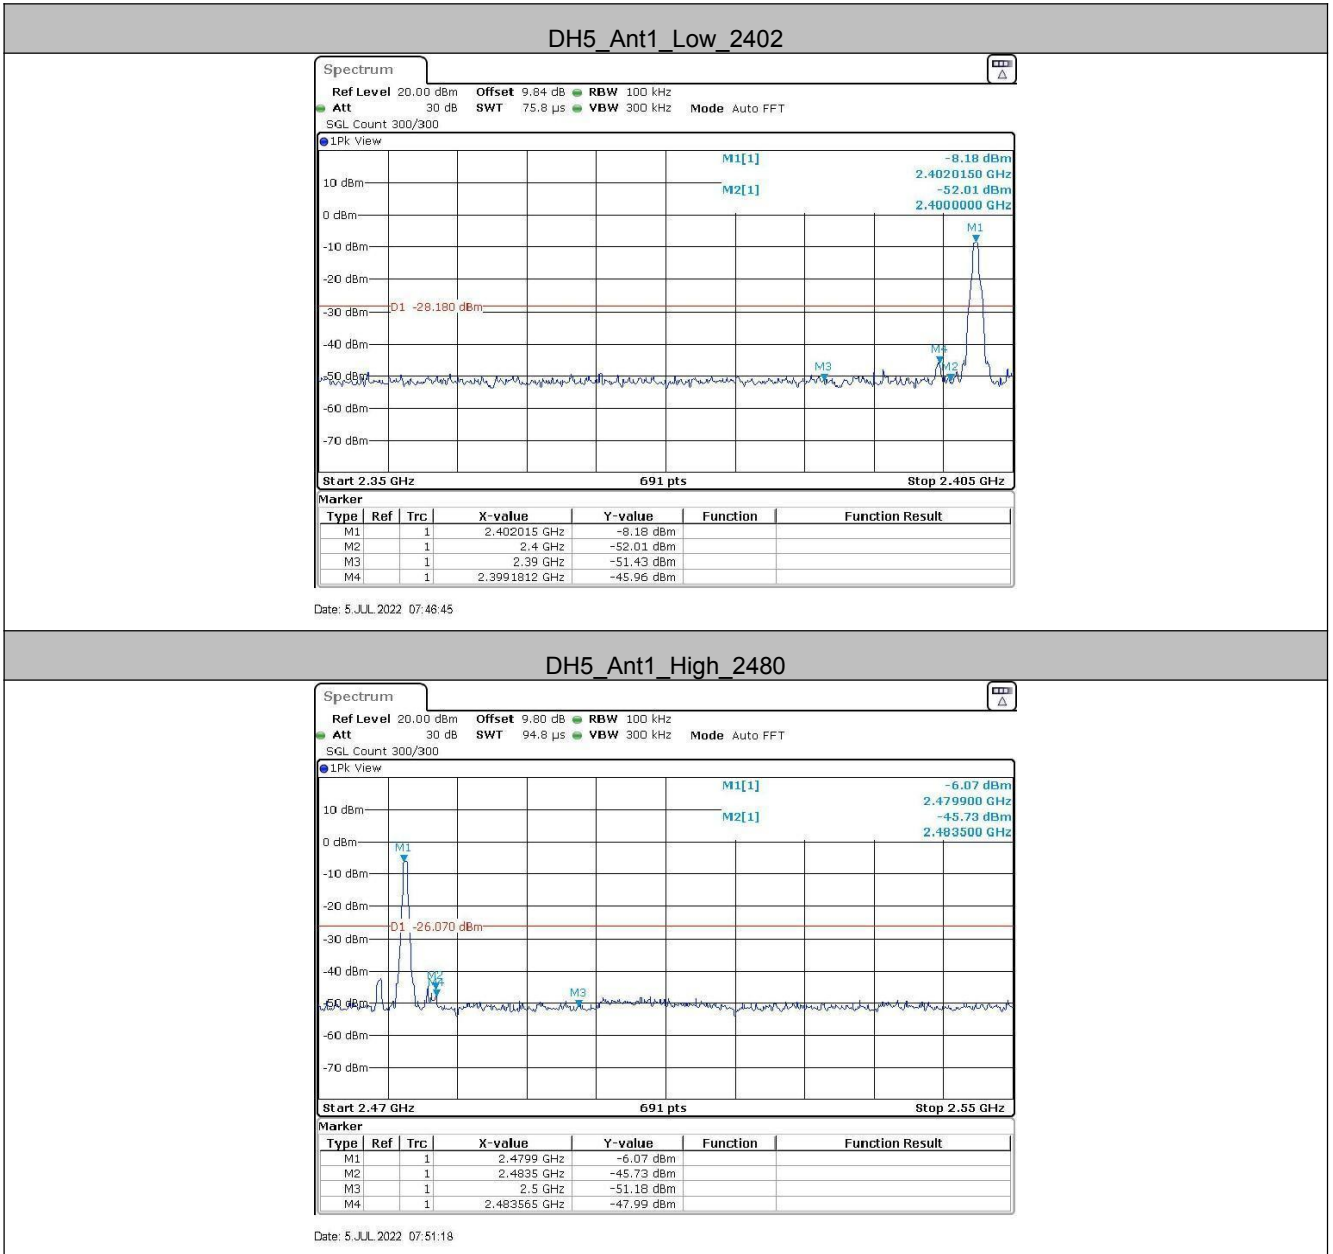 DH5_Ant1_Low_2402
Spectrum
Ref Level 20.00 dBm Offset 9.84 dB RBW 100 kHz
Att 30 dB SWT 75.8 µs VBW 300 kHz Mode Auto FFT
SGL Count 300/300
1Pk View
M1[1] -8.18 dBm
2.4020150 GHz
10 dBm
M2[1] -52.01 dBm
2.4000000 GHz
0 dBm
M1
-10 dBm
-20 dBm
D1 -28.180 dBm
-30 dBm
-40 dBm
M4
M3 M2
-50 dBm
-60 dBm
-70 dBm
Start 2.35 GHz 691 pts Stop 2.405 GHz
Marker
Type Ref Trc X-value Y-value Function Function Result
M1 1 2.402015 GHz -8.18 dBm
M2 1 2.4 GHz -52.01 dBm
M3 1 2.39 GHz -51.43 dBm
M4 1 2.3991812 GHz -45.96 dBm
Date: 5.JUL.2022 07:46:45
DH5_Ant1_High_2480
Spectrum
Ref Level 20.00 dBm Offset 9.80 dB RBW 100 kHz
Att 30 dB SWT 94.8 µs VBW 300 kHz Mode Auto FFT
SGL Count 300/300
1Pk View
M1[1] -6.07 dBm
2.479900 GHz
10 dBm
M2[1] -45.73 dBm
2.483500 GHz
0 dBm
M1
-10 dBm
-20 dBm
D1 -26.070 dBm
-30 dBm
-40 dBm
M2
M4
M3
-50 dBm
-60 dBm
-70 dBm
Start 2.47 GHz 691 pts Stop 2.55 GHz
Marker
Type Ref Trc X-value Y-value Function Function Result
M1 1 2.4799 GHz -6.07 dBm
M2 1 2.4835 GHz -45.73 dBm
M3 1 2.5 GHz -51.18 dBm
M4 1 2.483565 GHz -47.99 dBm
Date: 5.JUL.2022 07:51:18